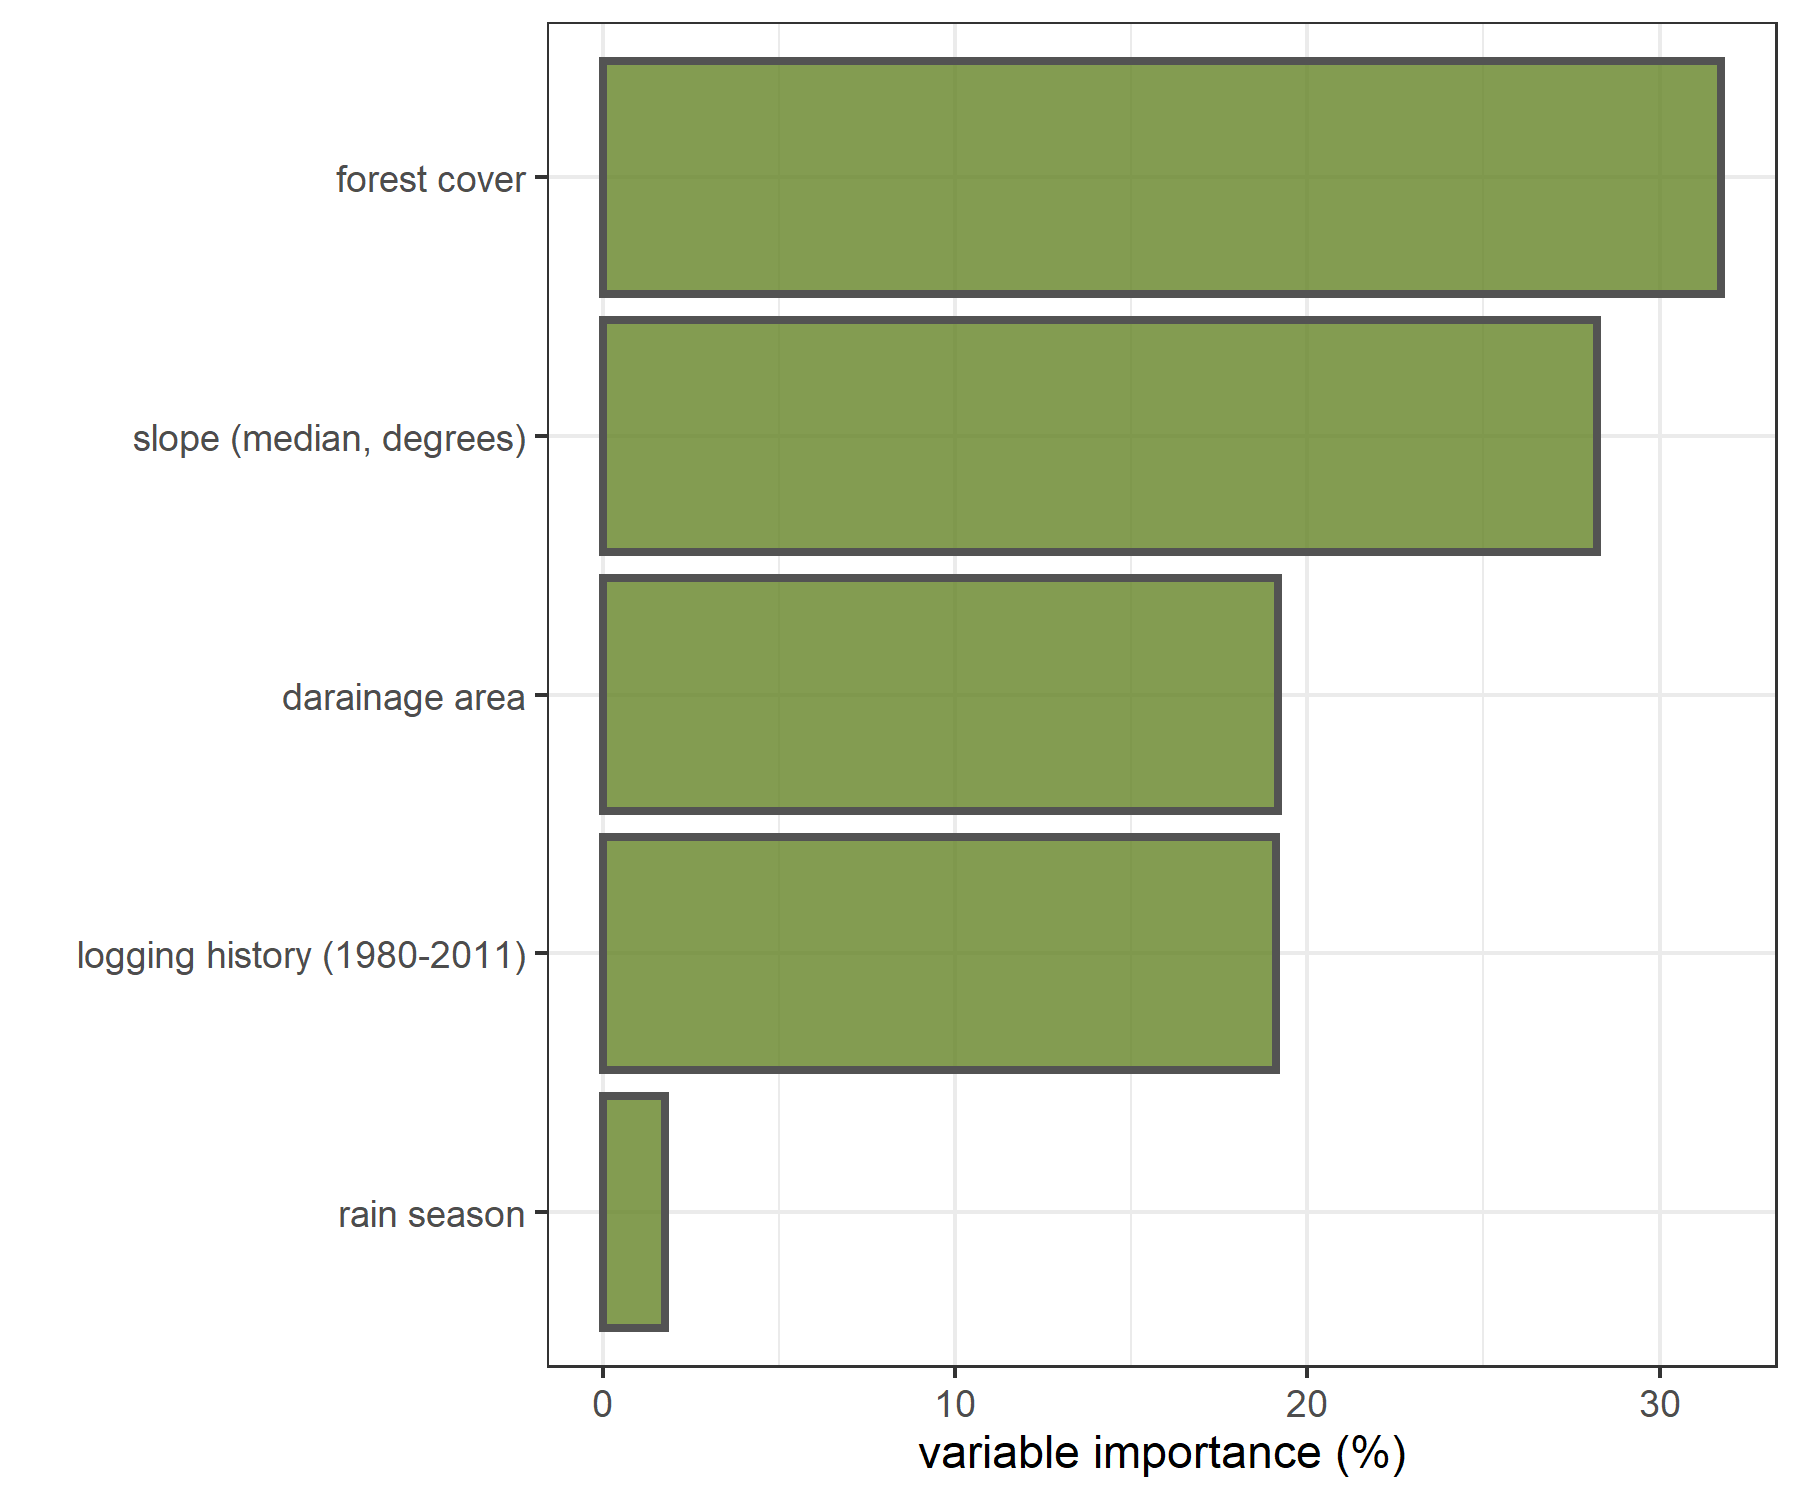 forest cover
slope (median, degrees)
darainage area
logging history (1980-2011)
rain season
0 10 20 30
variable importance (%)